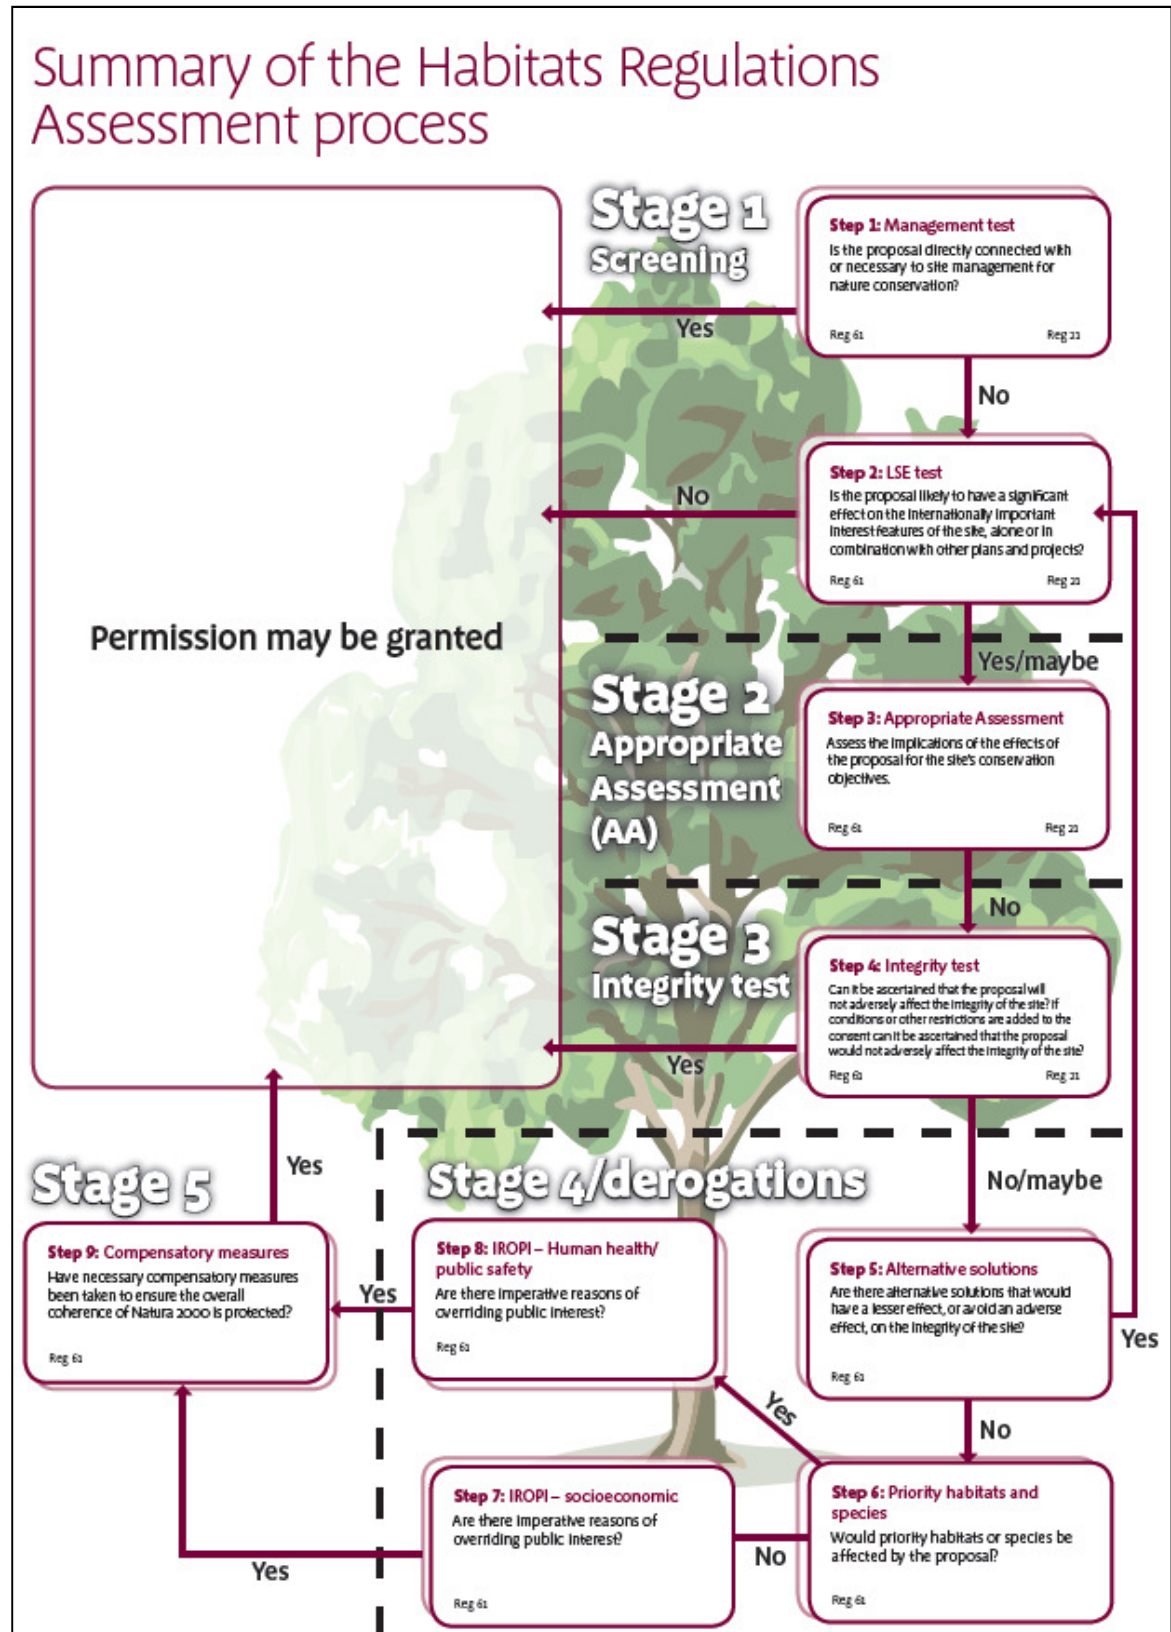 Summary of the Habitats Regulations
Assessment process
Stage 1
Screening
Step 1: Management test
Is the proposal directly connected with
or necessary to site management for
nature conservation?
Reg 61 Reg 21
Yes
No
Step 2: LSE test
Is the proposal likely to have a significant
effect on the internationally important
interest features of the site, alone or in
combination with other plans and projects?
Reg 61 Reg 21
No
Permission may be granted
Yes/maybe
Stage 2
Appropriate
Assessment
(AA)
Step 3: Appropriate Assessment
Assess the implications of the effects of
the proposal for the site's conservation
objectives.
Reg 61 Reg 21
No
Stage 3
Integrity test
Step 4: Integrity test
Can it be ascertained that the proposal will
not adversely affect the integrity of the site? If
conditions or other restrictions are added to the
consent can it be ascertained that the proposal
would not adversely affect the integrity of the site?
Reg 61 Reg 21
Yes
No/maybe
Stage 4/derogations
Step 5: Alternative solutions
Are there alternative solutions that would
have a lesser effect, or avoid an adverse
effect, on the integrity of the site?
Reg 61
Yes
No
Step 6: Priority habitats and
species
Would priority habitats or species be
affected by the proposal?
Reg 61
Yes
No
Step 7: IROPI – socioeconomic
Are there imperative reasons of
overriding public interest?
Reg 61
Yes
Step 8: IROPI – Human health/
public safety
Are there imperative reasons of
overriding public interest?
Reg 61
Yes
Stage 5
Step 9: Compensatory measures
Have necessary compensatory measures
been taken to ensure the overall
coherence of Natura 2000 is protected?
Reg 61
Yes